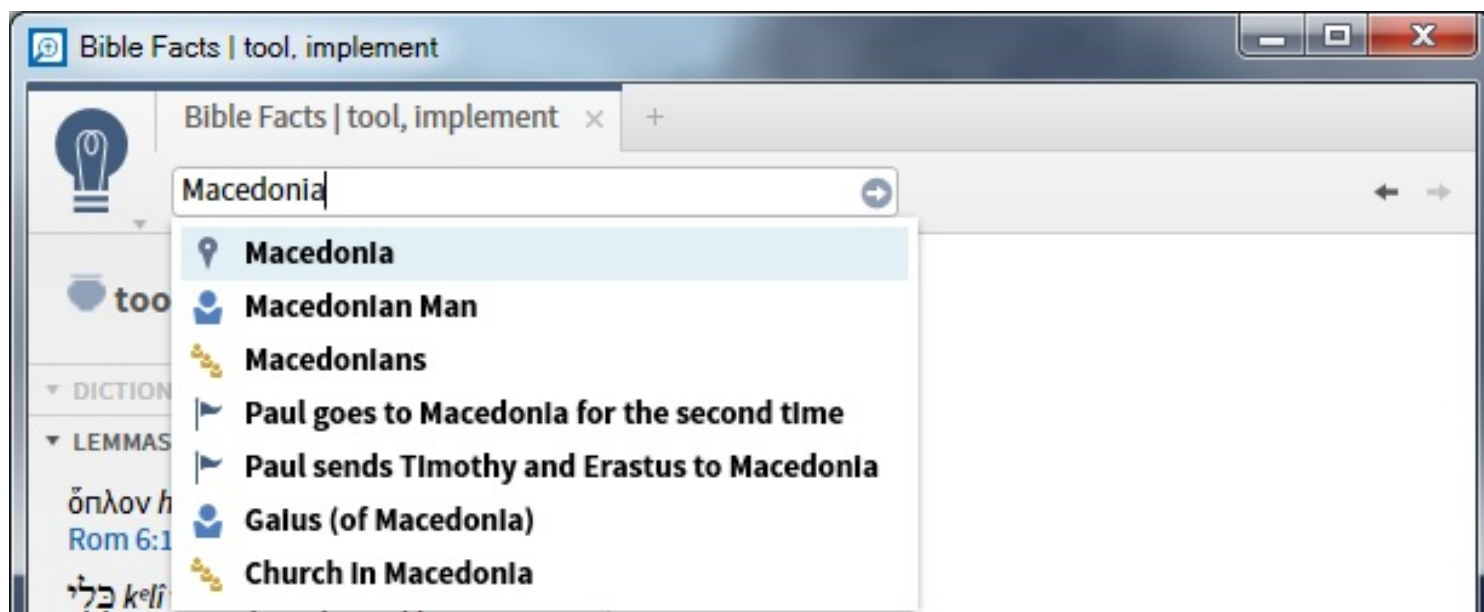 Bible Facts | tool, implement
Bible Facts | tool, implement
Macedonia
Macedonia
Macedonian Man
too
Macedonians
DICTION
Paul goes to Macedonia for the second time
LEMMAS
Paul sends Timothy and Erastus to Macedonia
ὅπλον h
Gaius (of Macedonia)
Rom 6:1
Church in Macedonia
כְּלִי kᵉlî